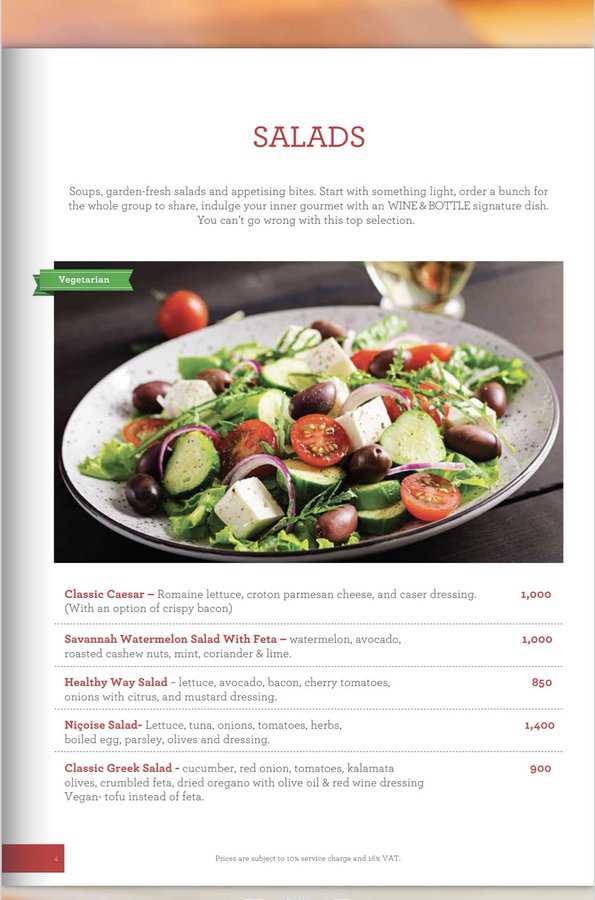 SALADS
Soups, garden-fresh salads and appetising bites. Start with something light, order a bunch for
the whole group to share, indulge your inner gourmet with an WINE & BOTTLE signature dish.
You can't go wrong with this top selection.
Vegetarian
Classic Caesar – Romaine lettuce, croton parmesan cheese, and caser dressing. 1,000
(With an option of crispy bacon)
Savannah Watermelon Salad With Feta – watermelon, avocado, 1,000
roasted cashew nuts, mint, coriander & lime.
Healthy Way Salad - lettuce, avocado, bacon, cherry tomatoes, 850
onions with citrus, and mustard dressing.
Niçoise Salad- Lettuce, tuna, onions, tomatoes, herbs, 1,400
boiled egg, parsley, olives and dressing.
Classic Greek Salad - cucumber, red onion, tomatoes, kalamata 900
olives, crumbled feta, dried oregano with olive oil & red wine dressing
Vegan- tofu instead of feta.
4
Prices are subject to 10% service charge and 16% VAT.